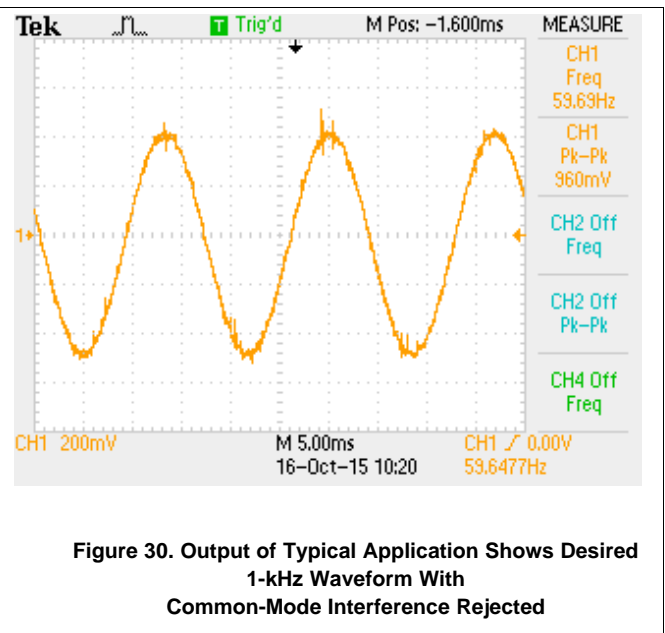 Tek T Trig'd M Pos: -1.600ms MEASURE
CH1
Freq
59.69Hz
CH1
Pk-Pk
960mV
CH2 Off
Freq
CH2 Off
Pk-Pk
CH4 Off
Freq
1
CH1 200mV M 5.00ms CH1 0.00V
16-Oct-15 10:20 59.6477Hz
Figure 30. Output of Typical Application Shows Desired
1-kHz Waveform With
Common-Mode Interference Rejected